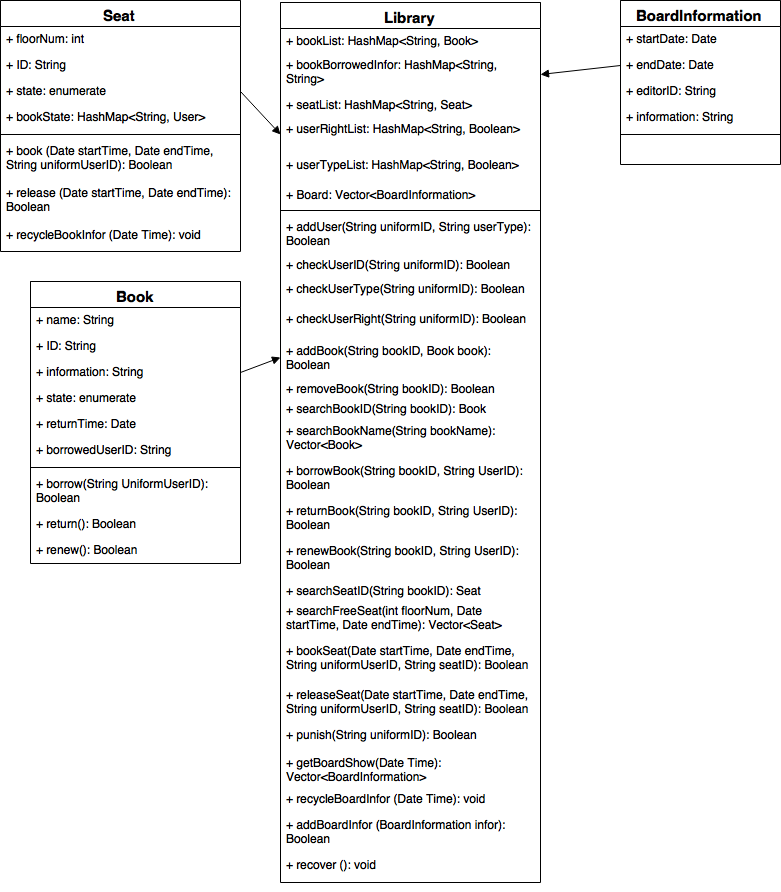 Seat
+ floorNum: int
+ ID: String
+ state: enumerate
+ bookState: HashMap<String, User>
+ book (Date startTime, Date endTime,
String uniformUserID): Boolean
+ release (Date startTime, Date endTime):
Boolean
+ recycleBookInfor (Date Time): void
Book
+ name: String
+ ID: String
+ information: String
+ state: enumerate
+ returnTime: Date
+ borrowedUserID: String
+ borrow(String UniformUserID):
Boolean
+ return(): Boolean
+ renew(): Boolean
Library
+ bookList: HashMap<String, Book>
+ bookBorrowedInfor: HashMap<String,
String>
+ seatList: HashMap<String, Seat>
+ userRightList: HashMap<String, Boolean>
+ userTypeList: HashMap<String, Boolean>
+ Board: Vector<BoardInformation>
+ addUser(String uniformID, String userType):
Boolean
+ checkUserID(String uniformID): Boolean
+ checkUserType(String uniformID): Boolean
+ checkUserRight(String uniformID): Boolean
+ addBook(String bookID, Book book):
Boolean
+ removeBook(String bookID): Boolean
+ searchBookID(String bookID): Book
+ searchBookName(String bookName):
Vector<Book>
+ borrowBook(String bookID, String UserID):
Boolean
+ returnBook(String bookID, String UserID):
Boolean
+ renewBook(String bookID, String UserID):
Boolean
+ searchSeatID(String bookID): Seat
+ searchFreeSeat(int floorNum, Date
startTime, Date endTime): Vector<Seat>
+ bookSeat(Date startTime, Date endTime,
String uniformUserID, String seatID): Boolean
+ releaseSeat(Date startTime, Date endTime,
String uniformUserID, String seatID): Boolean
+ punish(String uniformID): Boolean
+ getBoardShow(Date Time):
Vector<BoardInformation>
+ recycleBoardInfor (Date Time): void
+ addBoardInfor (BoardInformation infor):
Boolean
+ recover (): void
BoardInformation
+ startDate: Date
+ endDate: Date
+ editorID: String
+ information: String